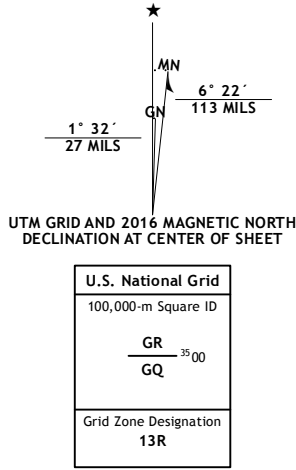 ★
MN
6° 22´
113 MILS
GN
1° 32´
27 MILS
UTM GRID AND 2016 MAGNETIC NORTH
DECLINATION AT CENTER OF SHEET
U.S. National Grid
100,000-m Square ID
GR
³⁵00
GQ
Grid Zone Designation
13R